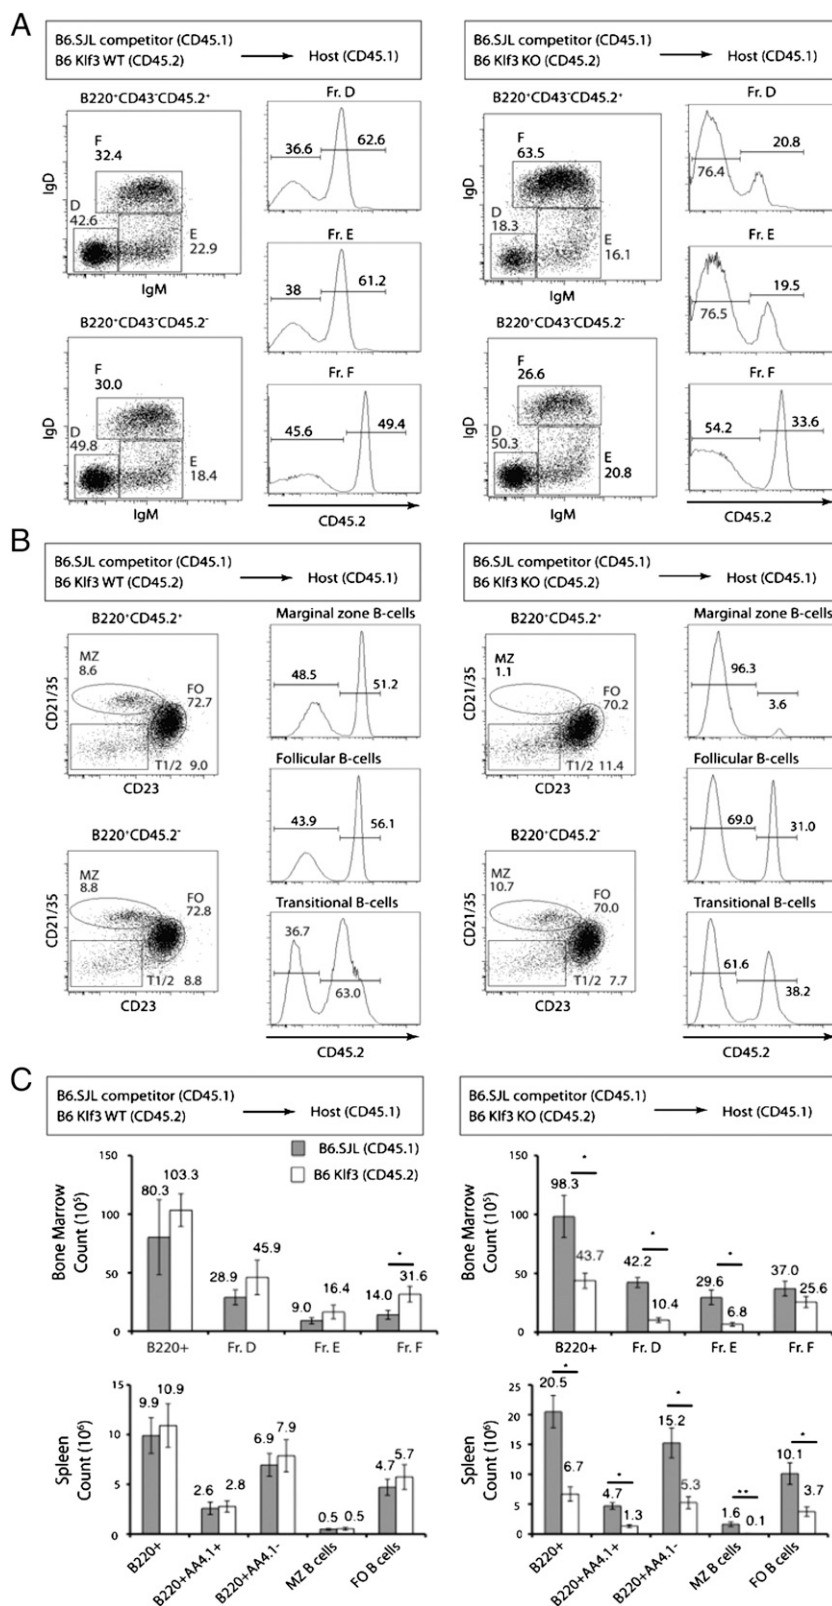 A
B6.SJL competitor (CD45.1)
B6 Klf3 WT (CD45.2)
Host (CD45.1)
B220⁺CD43⁻CD45.2⁺
F
32.4
D
42.6
E
22.9
IgD
IgM
Fr. D
36.6
62.6
Fr. E
38
61.2
B220⁺CD43⁻CD45.2⁻
F
30.0
D
49.8
E
18.4
IgD
IgM
Fr. F
45.6
49.4
CD45.2
B6.SJL competitor (CD45.1)
B6 Klf3 KO (CD45.2)
Host (CD45.1)
B220⁺CD43⁻CD45.2⁺
F
63.5
D
18.3
E
16.1
IgD
IgM
Fr. D
76.4
20.8
Fr. E
76.5
19.5
B220⁺CD43⁻CD45.2⁻
F
26.6
D
50.3
E
20.8
IgD
IgM
Fr. F
54.2
33.6
CD45.2
B
B6.SJL competitor (CD45.1)
B6 Klf3 WT (CD45.2)
Host (CD45.1)
B220⁺CD45.2⁺
MZ
8.6
FO
72.7
T1/2 9.0
CD21/35
CD23
Marginal zone B-cells
48.5
51.2
Follicular B-cells
43.9
56.1
B220⁺CD45.2⁻
MZ
8.8
FO
72.8
T1/2 8.8
CD21/35
CD23
Transitional B-cells
36.7
63.0
CD45.2
B6.SJL competitor (CD45.1)
B6 Klf3 KO (CD45.2)
Host (CD45.1)
B220⁺CD45.2⁺
MZ
1.1
FO
70.2
T1/2 11.4
CD21/35
CD23
Marginal zone B-cells
96.3
3.6
Follicular B-cells
69.0
31.0
B220⁺CD45.2⁻
MZ
10.7
FO
70.0
T1/2 7.7
CD21/35
CD23
Transitional B-cells
61.6
38.2
CD45.2
C
B6.SJL competitor (CD45.1)
B6 Klf3 WT (CD45.2)
Host (CD45.1)
B6.SJL (CD45.1)
B6 Klf3 (CD45.2)
Bone Marrow
Count (10⁵)
150
100
50
0
80.3
103.3
28.9
45.9
9.0
16.4
14.0
31.6
*
B220+
Fr. D
Fr. E
Fr. F
Spleen
Count (10⁶)
15
10
5
0
9.9
10.9
2.6
2.8
6.9
7.9
0.5
0.5
4.7
5.7
B220+
B220+AA4.1+
B220+AA4.1-
MZ B cells
FO B cells
B6.SJL competitor (CD45.1)
B6 Klf3 KO (CD45.2)
Host (CD45.1)
Bone Marrow
Count (10⁵)
150
100
50
0
98.3
*
43.7
42.2
*
10.4
29.6
*
6.8
37.0
25.6
B220+
Fr. D
Fr. E
Fr. F
Spleen
Count (10⁶)
25
20
15
10
5
0
20.5
*
6.7
4.7
*
1.3
15.2
*
5.3
1.6
**
0.1
10.1
*
3.7
B220+
B220+AA4.1+
B220+AA4.1-
MZ B cells
FO B cells